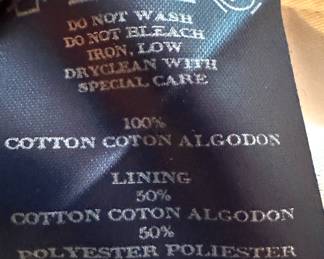 DO NOT WASH
DO NOT BLEACH
IRON, LOW
DRYCLEAN WITH
SPECIAL CARE
100%
COTTON COTON ALGODON
LINING
50%
COTTON COTON ALGODON
50%
POLYESTER POLIESTER